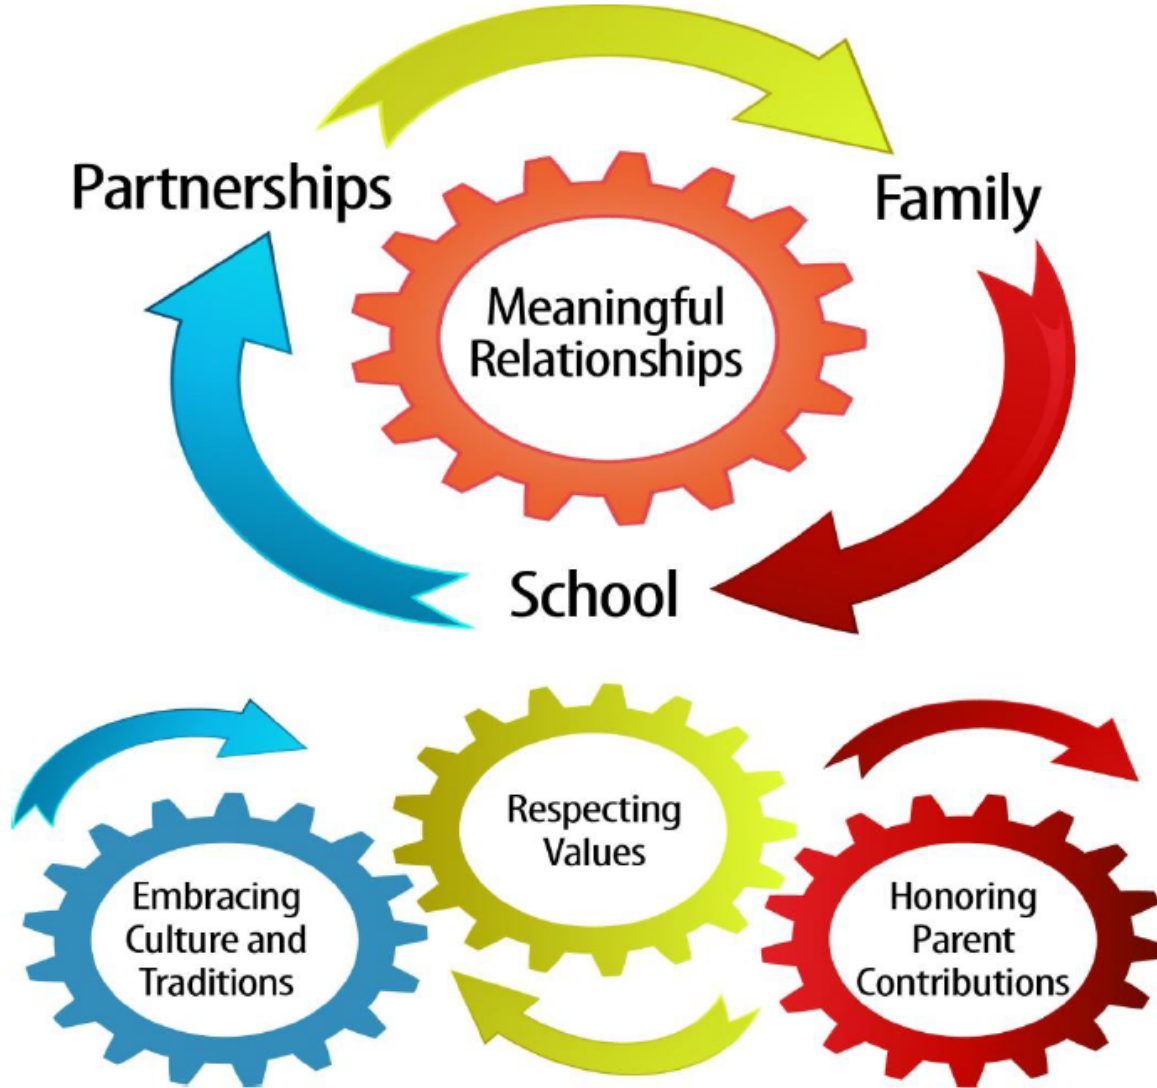 Partnerships
Family
Meaningful
Relationships
School
Embracing
Culture and
Traditions
Respecting
Values
Honoring
Parent
Contributions